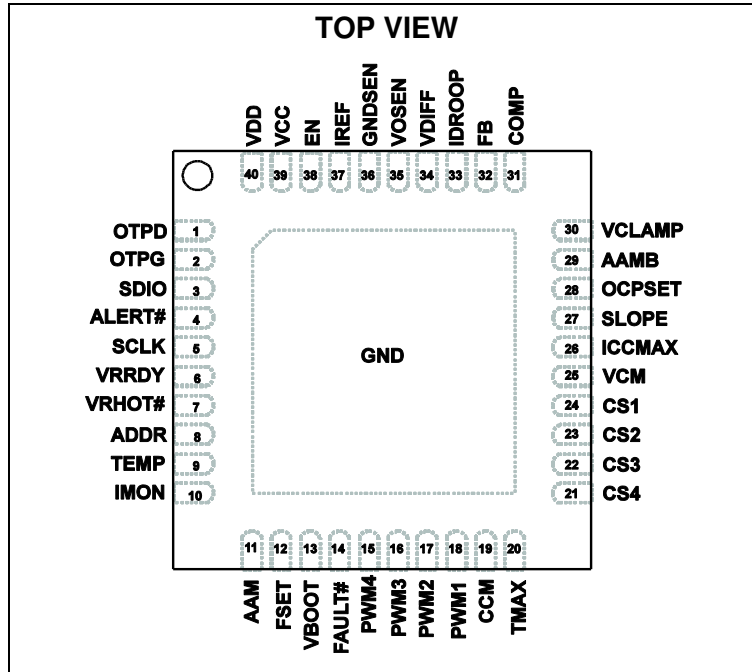 TOP VIEW
VDD VCC EN IREF GNDSEN VOSEN VDIFF IDROOP FB COMP
40 39 38 37 36 35 34 33 32 31
OTPD 1 30 VCLAMP
OTPG 2 29 AAMB
SDIO 3 28 OCPSET
ALERT# 4 27 SLOPE
SCLK 5 26 ICCMAX
GND
VRRDY 6 25 VCM
VRHOT# 7 24 CS1
ADDR 8 23 CS2
TEMP 9 22 CS3
IMON 10 21 CS4
11 12 13 14 15 16 17 18 19 20
AAM FSET VBOOT FAULT# PWM4 PWM3 PWM2 PWM1 CCM TMAX